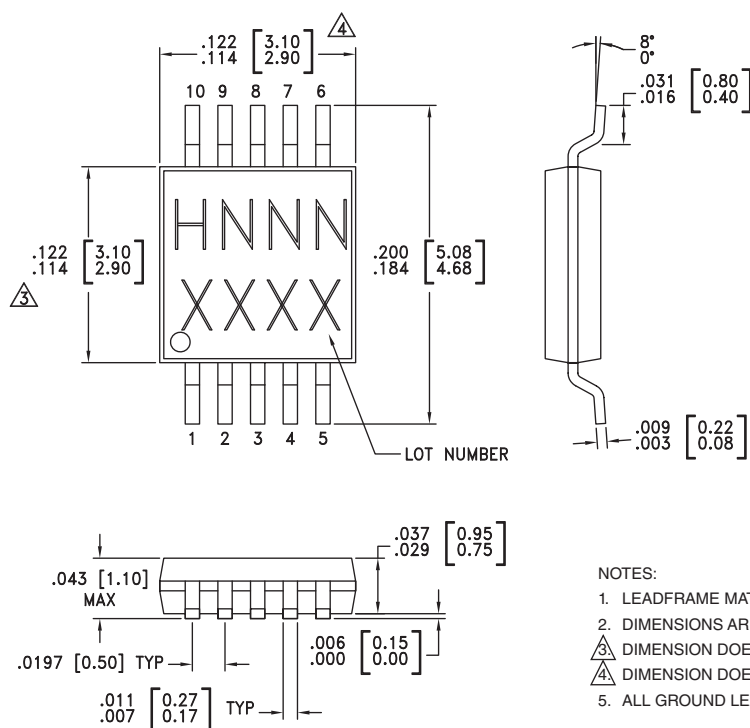 4
.122 [3.10]
.114 [2.90]
10 9 8 7 6
HNNN
XXXX
.122 [3.10]
.114 [2.90]
3
.200 [5.08]
.184 [4.68]
1 2 3 4 5
LOT NUMBER
8°
0°
.031 [0.80]
.016 [0.40]
.009 [0.22]
.003 [0.08]
.037 [0.95]
.029 [0.75]
.043 [1.10]
MAX
.006 [0.15]
.000 [0.00]
.0197 [0.50] TYP
.011 [0.27]
.007 [0.17] TYP
NOTES:
1. LEADFRAME MAT
2. DIMENSIONS AR
3. DIMENSION DOE
4. DIMENSION DOE
5. ALL GROUND LE